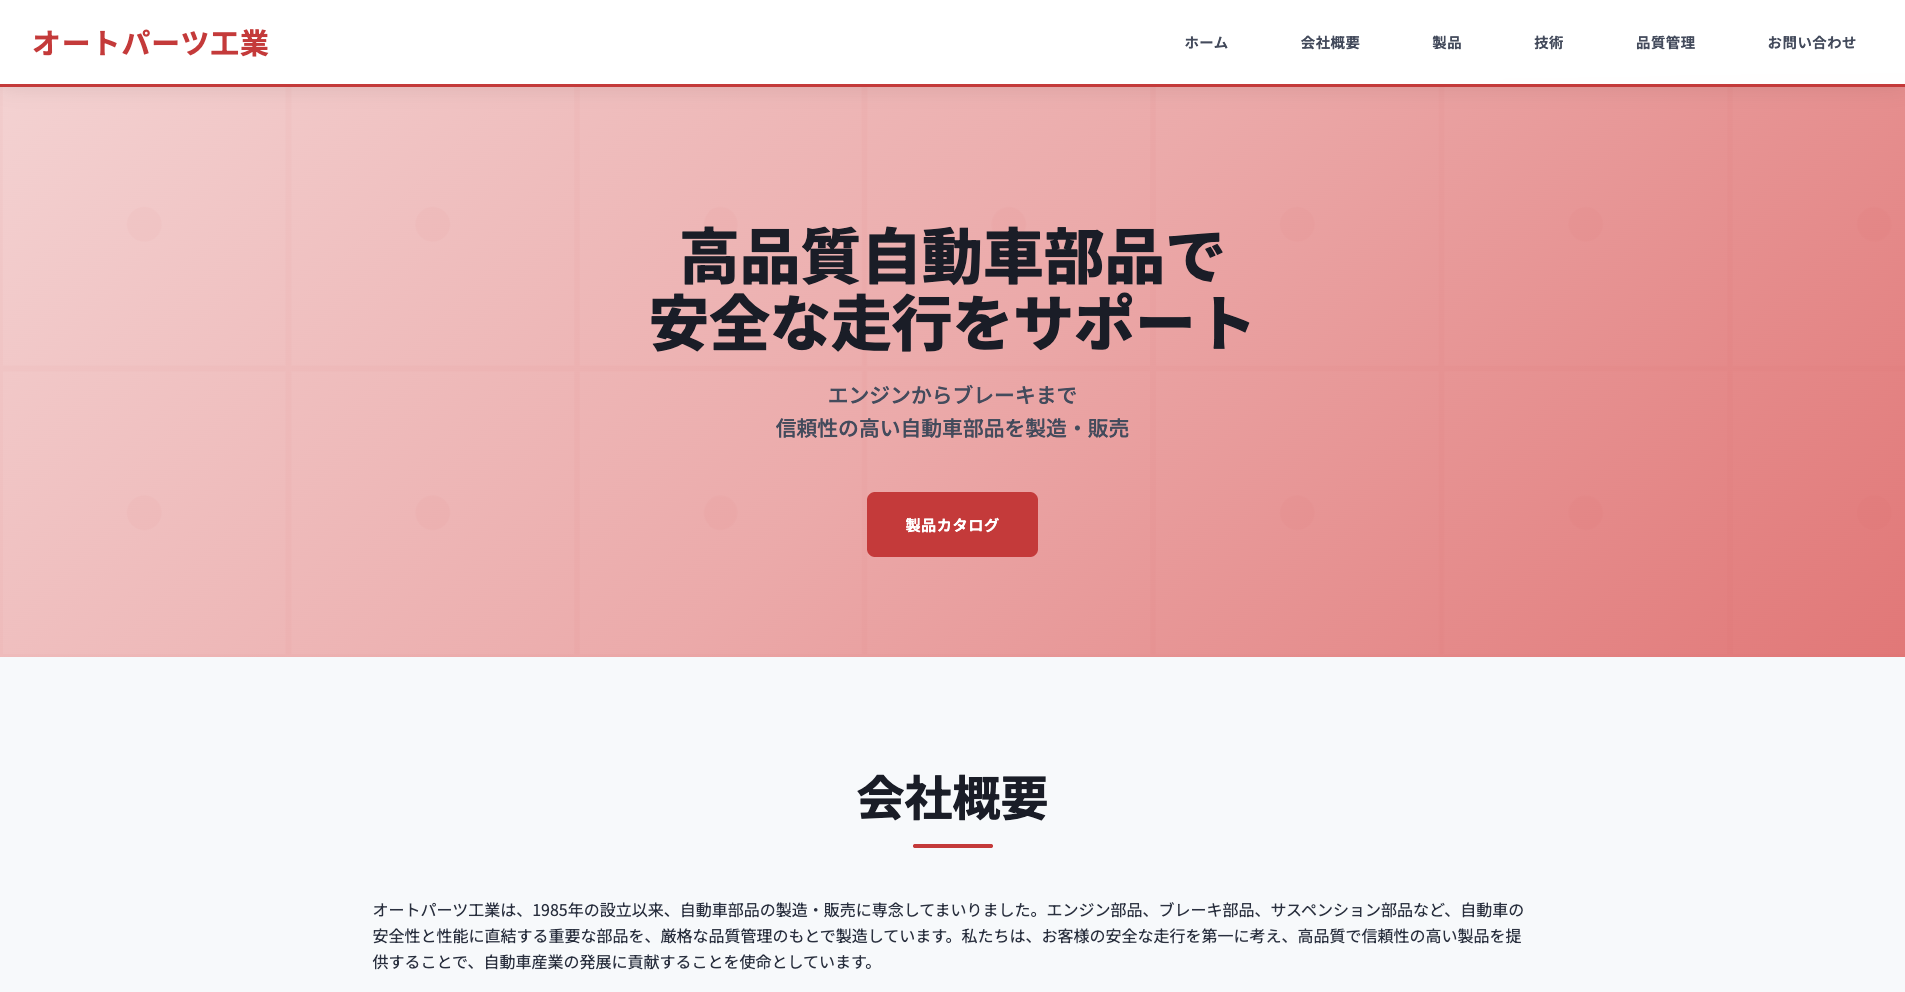 オートパーツ工業
ホーム
会社概要
製品
技術
品質管理
お問い合わせ
高品質自動車部品で
安全な走行をサポート
エンジンからブレーキまで
信頼性の高い自動車部品を製造・販売
製品カタログ
会社概要
オートパーツ工業は、1985年の設立以来、自動車部品の製造・販売に専念してまいりました。エンジン部品、ブレーキ部品、サスペンション部品など、自動車の
安全性と性能に直結する重要な部品を、厳格な品質管理のもとで製造しています。私たちは、お客様の安全な走行を第一に考え、高品質で信頼性の高い製品を提
供することで、自動車産業の発展に貢献することを使命としています。